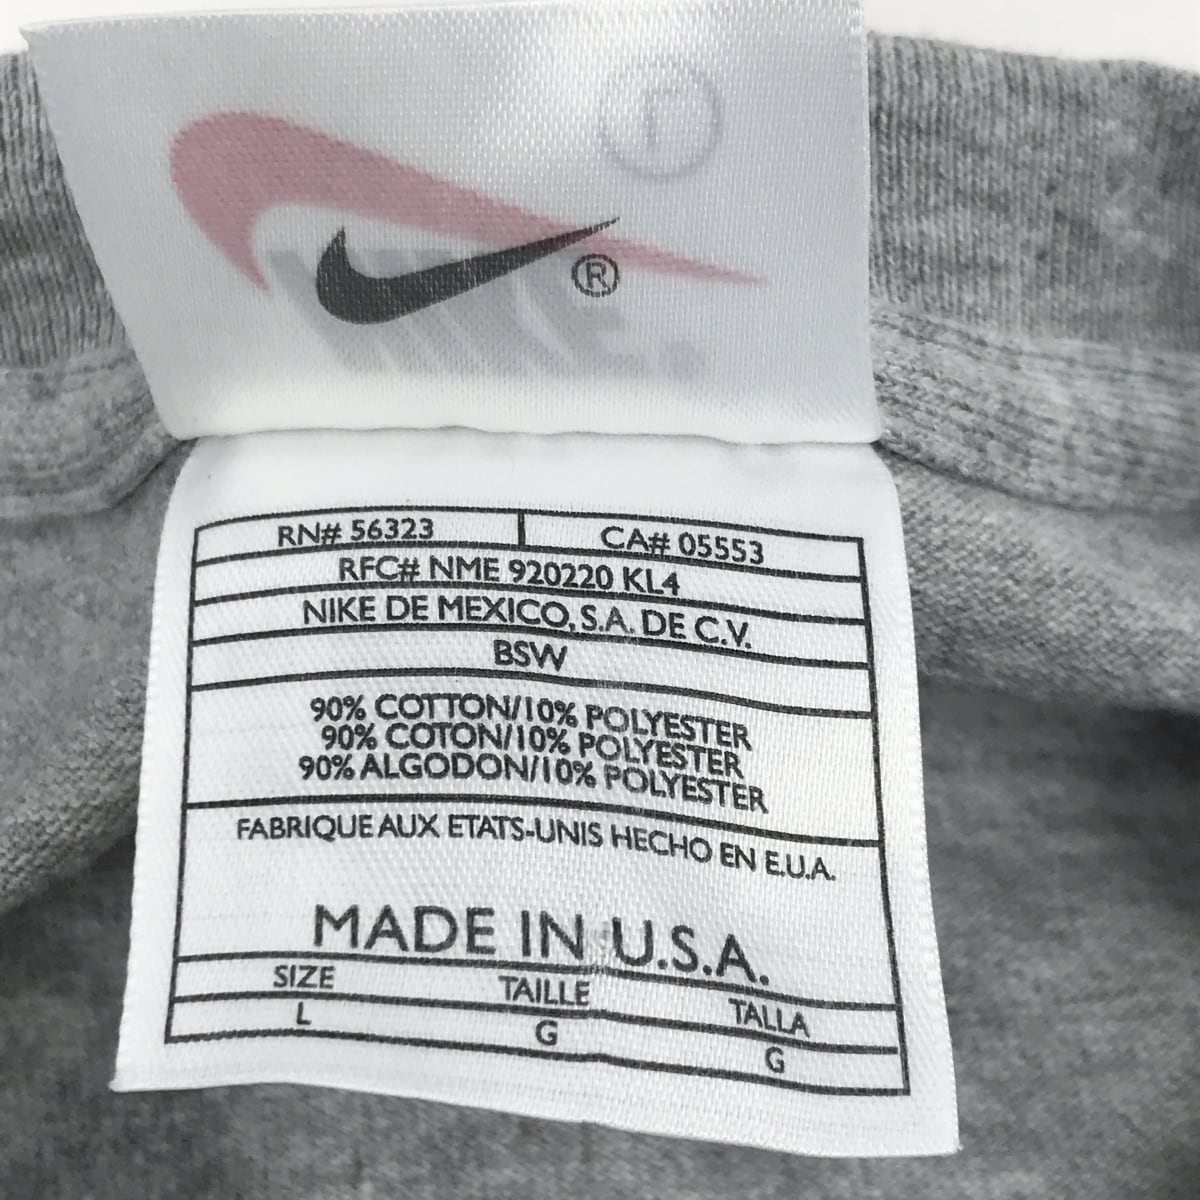 ®
RN# 56323 CA# 05553
RFC# NME 920220 KL4
NIKE DE MEXICO, S.A. DE C.V.
BSW
90% COTTON/10% POLYESTER
90% COTON/10% POLYESTER
90% ALGODON/10% POLYESTER
FABRIQUE AUX ETATS-UNIS HECHO EN E.U.A.
MADE IN U.S.A.
SIZE TAILLE TALLA
L G G